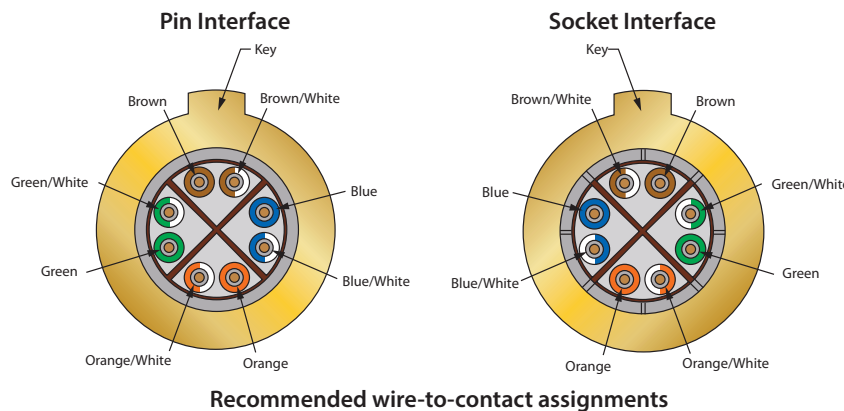 Pin Interface
Key
Brown
Brown/White
Green/White
Blue
Green
Blue/White
Orange/White
Orange
Socket Interface
Key
Brown/White
Brown
Blue
Green/White
Blue/White
Green
Orange
Orange/White
Recommended wire-to-contact assignments